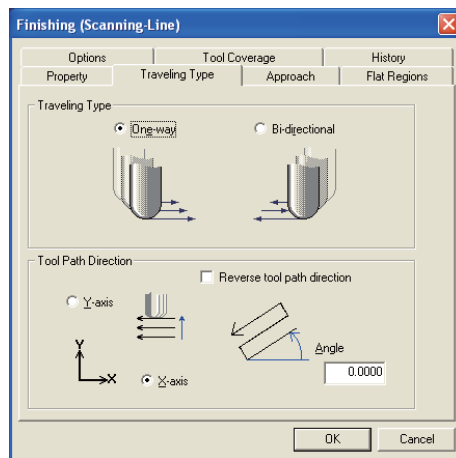 Finishing (Scanning-Line)
Options Tool Coverage History
Property Traveling Type Approach Flat Regions
Traveling Type
One-way Bi-directional
Tool Path Direction
Reverse tool path direction
Y-axis
Y
Angle
X
X-axis 0.0000
OK Cancel